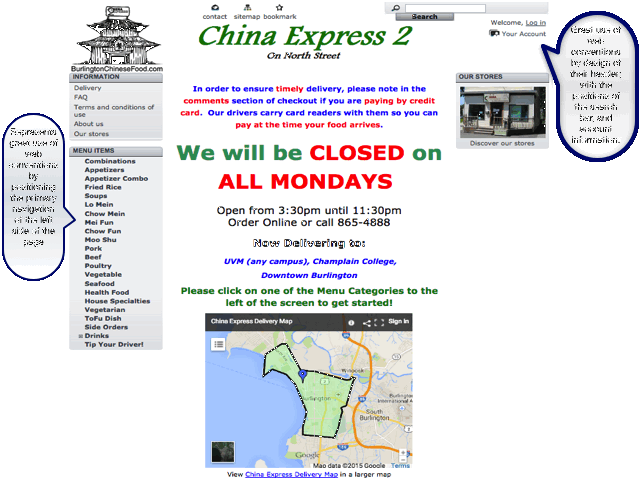 contact sitemap bookmark
Search
Welcome, Log in
Your Account
China Express 2
On North Street
BurlingtonChineseFood.com
INFORMATION
Delivery
FAQ
Terms and conditions of
use
About us
Our stores
MENU ITEMS
Combinations
Appetizers
Appetizer Combo
Fried Rice
Soups
Lo Mein
Chow Mein
Mei Fun
Chow Fun
Moo Shu
Pork
Beef
Poultry
Vegetable
Seafood
Health Food
House Specialties
Vegetarian
ToFu Dish
Side Orders
Drinks
Tip Your Driver!
great use of
web
conventions
by
positioning
the primary
navigation
at the left
side of the
page
In order to ensure timely delivery, please note in the
comments section of checkout if you are paying by credit
card. Our drivers carry card readers with them so you can
pay at the time your food arrives.
We will be CLOSED on
ALL MONDAYS
Open from 3:30pm until 11:30pm
Order Online or call 865-4888
Now Delivering to:
UVM (any campus), Champlain College,
Downtown Burlington
Please click on one of the Menu Categories to the
left of the screen to get started!
China Express Delivery Map Sign in
Winooski
Burlington
Burlington
International A
South
Burlington
Google
Map data ©2015 Google Terms
View China Express Delivery Map in a larger map
OUR STORES
Discover our stores
Great use of
web
conventions
by design of
their header,
with the
positions of
the search
bar, and
account
information.